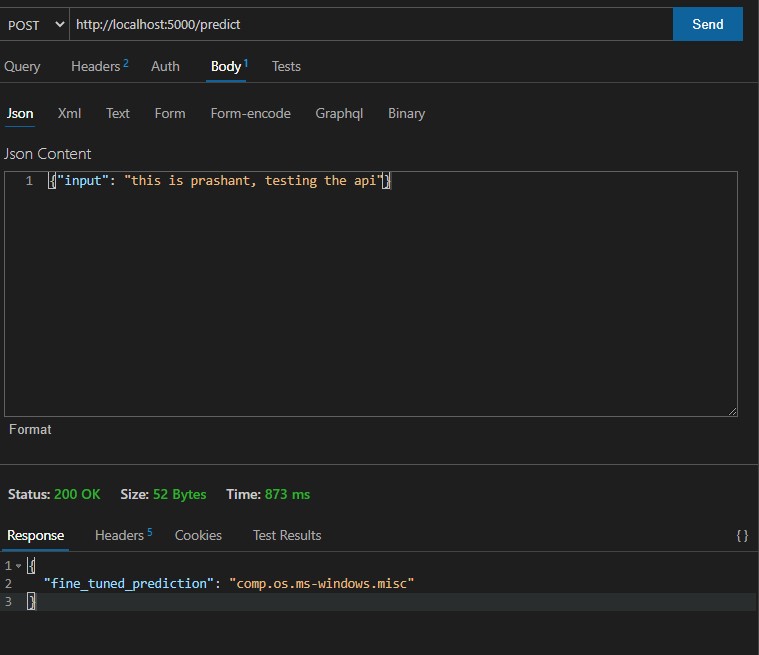 POST http://localhost:5000/predict Send
Query Headers 2 Auth Body 1 Tests
Json Xml Text Form Form-encode Graphql Binary
Json Content
1 {"input": "this is prashant, testing the api"}
Format
Status: 200 OK Size: 52 Bytes Time: 873 ms
Response Headers 5 Cookies Test Results {}
1 {
2 "fine_tuned_prediction": "comp.os.ms-windows.misc"
3 }